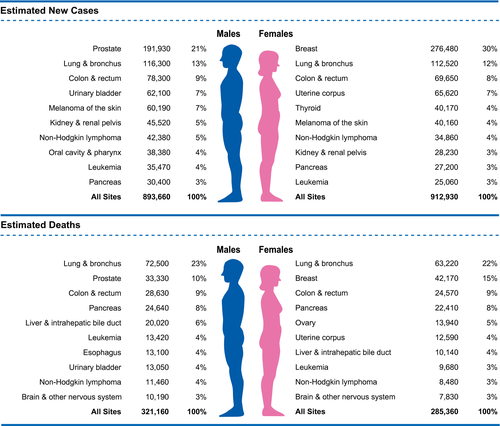 Estimated New Cases
Males Females
Prostate 191,930 21% Breast 276,480 30%
Lung & bronchus 116,300 13% Lung & bronchus 112,520 12%
Colon & rectum 78,300 9% Colon & rectum 69,650 8%
Urinary bladder 62,100 7% Uterine corpus 65,620 7%
Melanoma of the skin 60,190 7% Thyroid 40,170 4%
Kidney & renal pelvis 45,520 5% Melanoma of the skin 40,160 4%
Non-Hodgkin lymphoma 42,380 5% Non-Hodgkin lymphoma 34,860 4%
Oral cavity & pharynx 38,380 4% Kidney & renal pelvis 28,230 3%
Leukemia 35,470 4% Pancreas 27,200 3%
Pancreas 30,400 3% Leukemia 25,060 3%
All Sites 893,660 100% All Sites 912,930 100%
Estimated Deaths
Males Females
Lung & bronchus 72,500 23% Lung & bronchus 63,220 22%
Prostate 33,330 10% Breast 42,170 15%
Colon & rectum 28,630 9% Colon & rectum 24,570 9%
Pancreas 24,640 8% Pancreas 22,410 8%
Liver & intrahepatic bile duct 20,020 6% Ovary 13,940 5%
Leukemia 13,420 4% Uterine corpus 12,590 4%
Esophagus 13,100 4% Liver & intrahepatic bile duct 10,140 4%
Urinary bladder 13,050 4% Leukemia 9,680 3%
Non-Hodgkin lymphoma 11,460 4% Non-Hodgkin lymphoma 8,480 3%
Brain & other nervous system 10,190 3% Brain & other nervous system 7,830 3%
All Sites 321,160 100% All Sites 285,360 100%